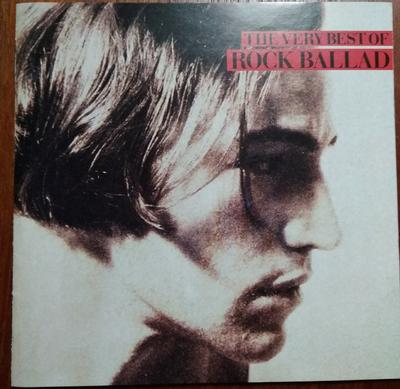 THE VERY BEST OF
ROCK BALLAD